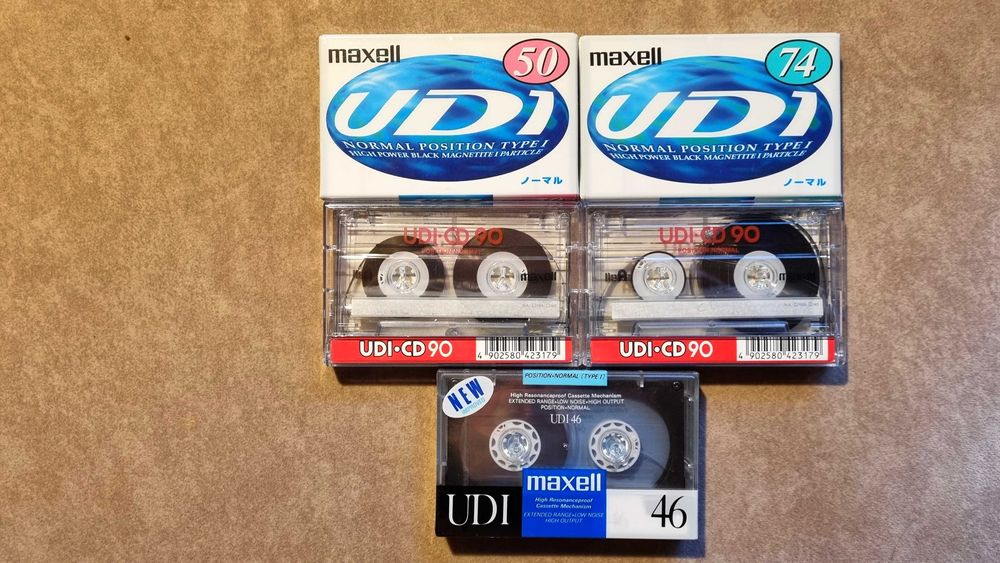 maxell
50
UDI
NORMAL POSITION TYPE I
HIGH POWER BLACK MAGNETITE I PARTICLE
ノーマル
maxell
74
UDI
NORMAL POSITION TYPE I
HIGH POWER BLACK MAGNETITE I PARTICLE
ノーマル
UDI•CD 90
maxell
UDI•CD 90
4 902580 423179
UDI•CD 90
POSITION NORMAL
maxell
UDI•CD 90
4 902580 423179
POSITION•NORMAL (TYPE I)
NEW
High Resonanceproof Cassette Mechanism
EXTENDED RANGE•LOW NOISE•HIGH OUTPUT
POSITION•NORMAL
UDI 46
maxell
High Resonanceproof
Cassette Mechanism
EXTENDED RANGE•LOW NOISE
HIGH OUTPUT
UDI
46